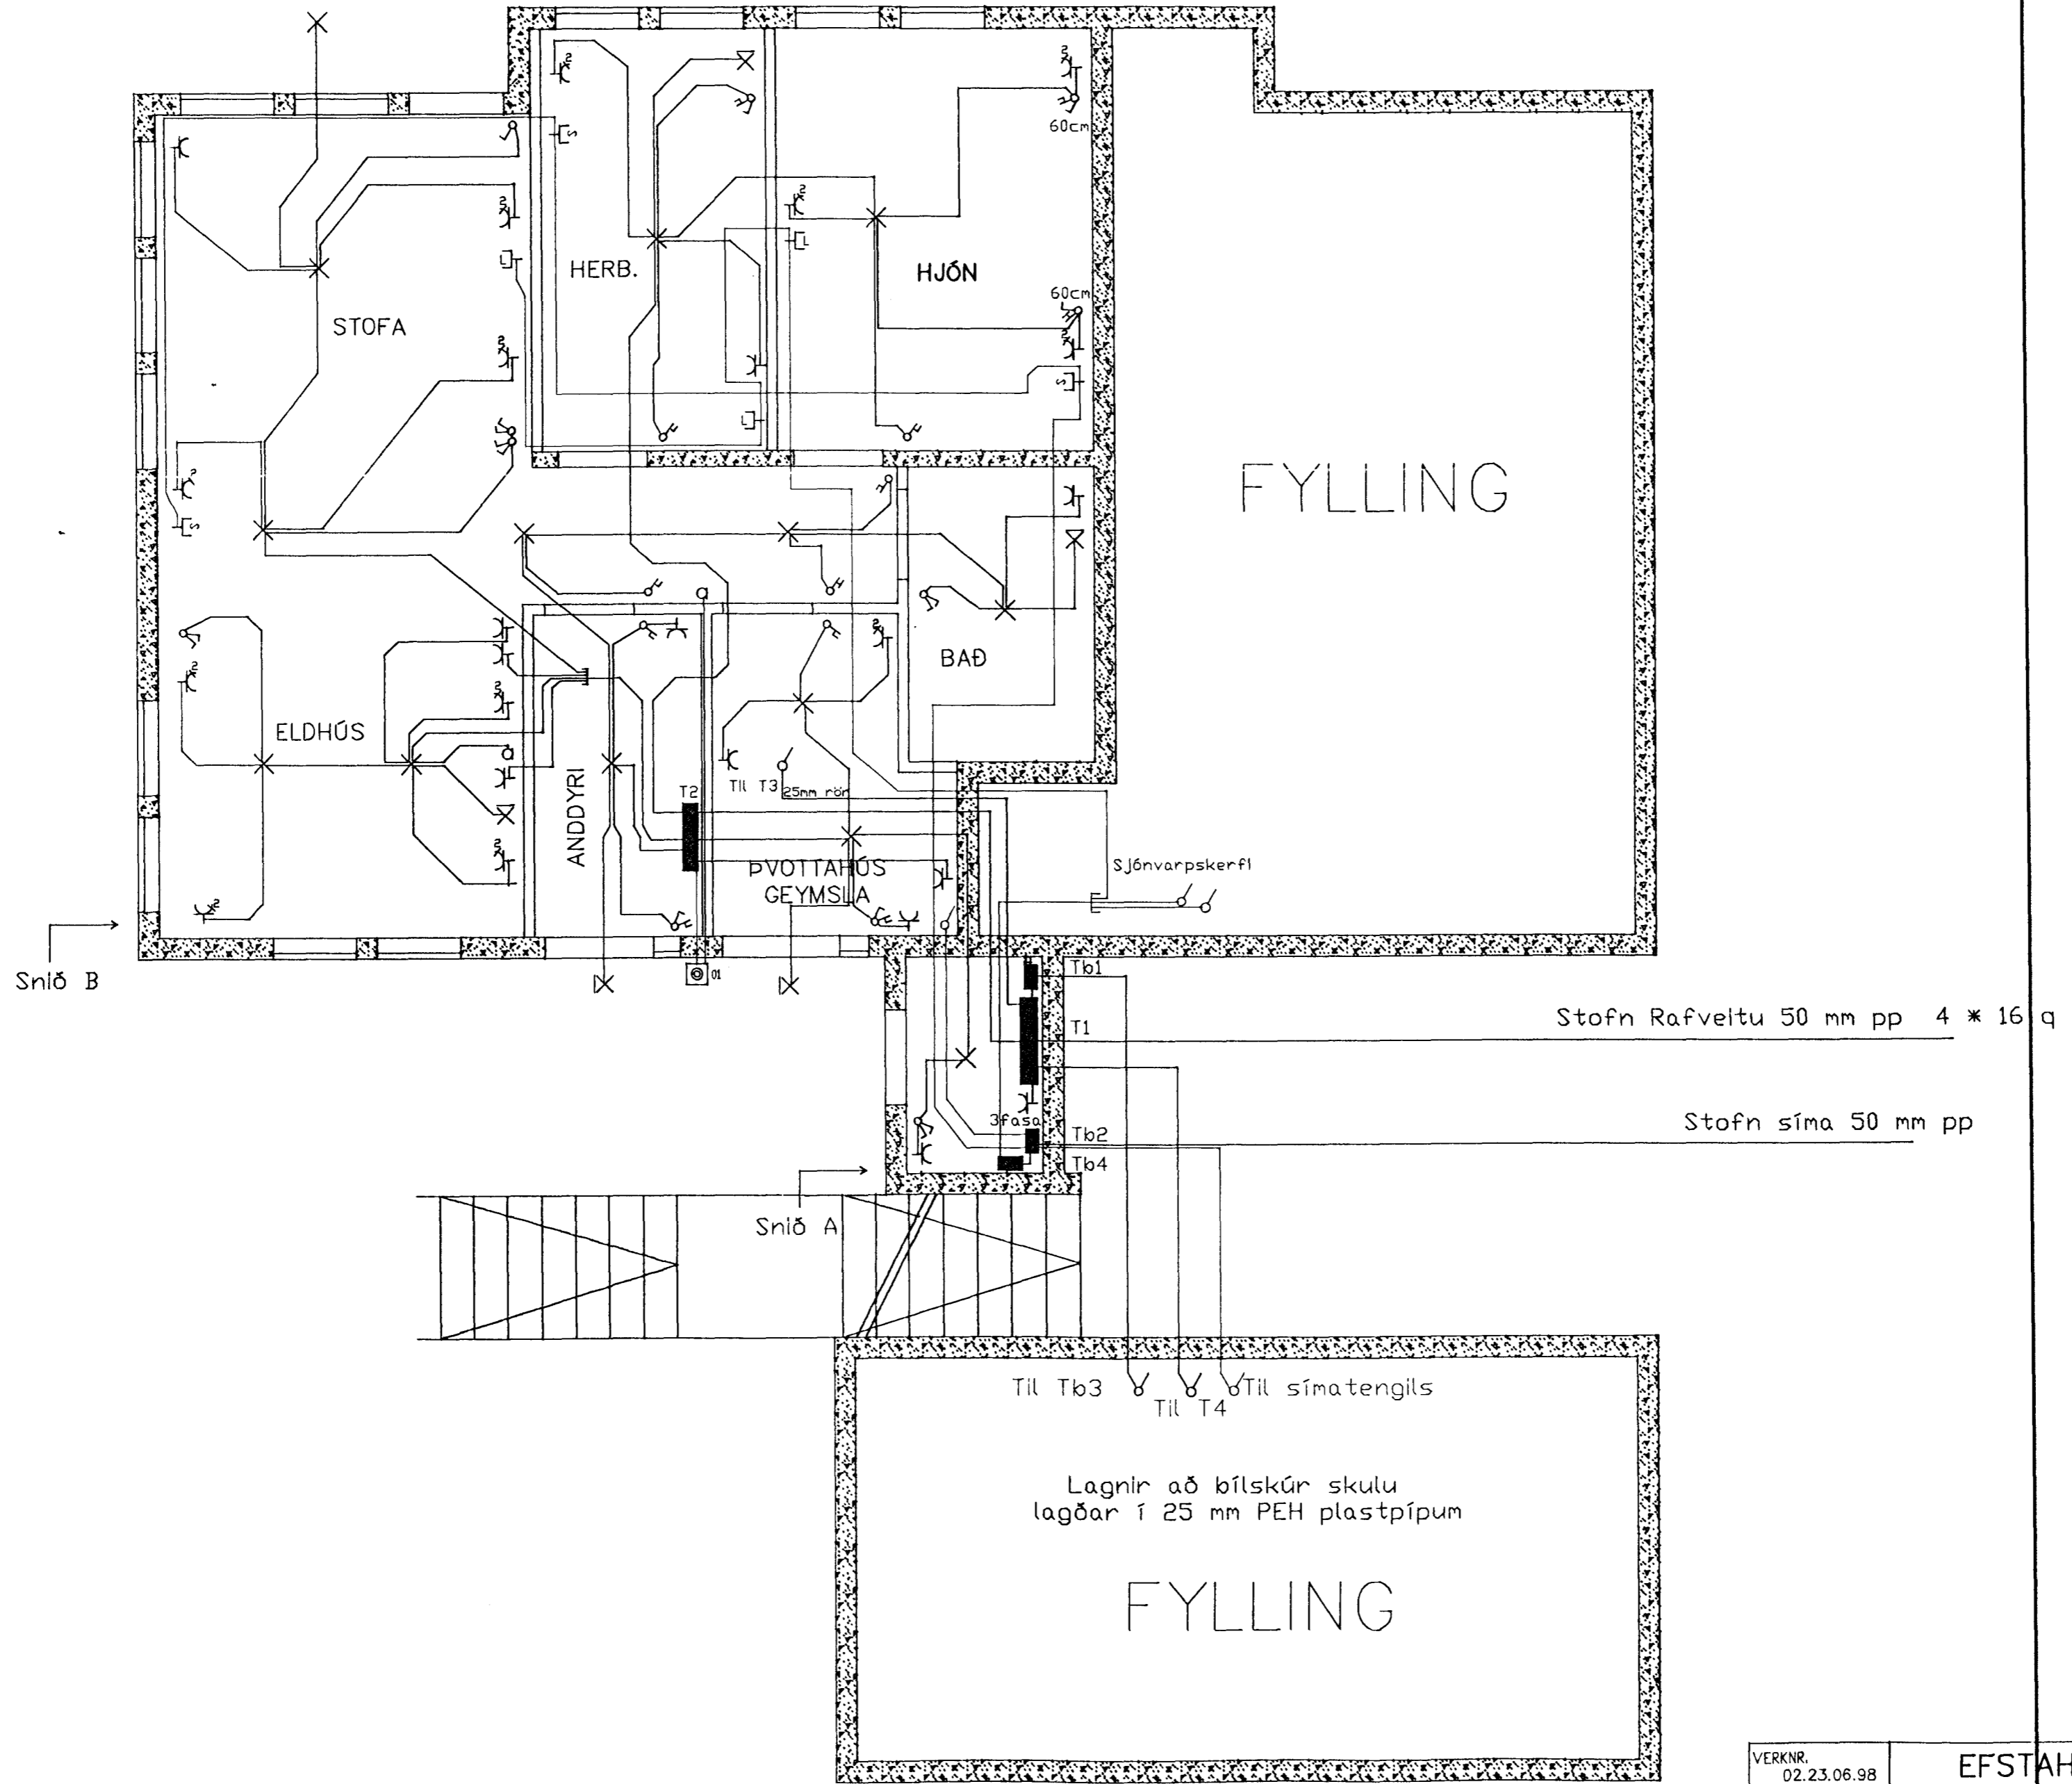 60cm
HERB.
HJÓN
60cm
STOFA
FYLLING
BAÐ
ELDHÚS
ANDDYRI
T2
Til T3
25mm rör
ÞVOTTAHÚS
GEYMSLA
Sjónvarpskerfi
Snið B
01
Tb1
T1
Stofn Rafveitu 50 mm pp 4 * 16 q
3fasa
Tb2
Stofn síma 50 mm pp
Tb4
Snið A
Til Tb3
Til T4
Til símatengils
Lagnir að bílskúr skulu
lagðar í 25 mm PEH plastpípum
FYLLING
VERKNR.
02.23.06.98
EFSTAH